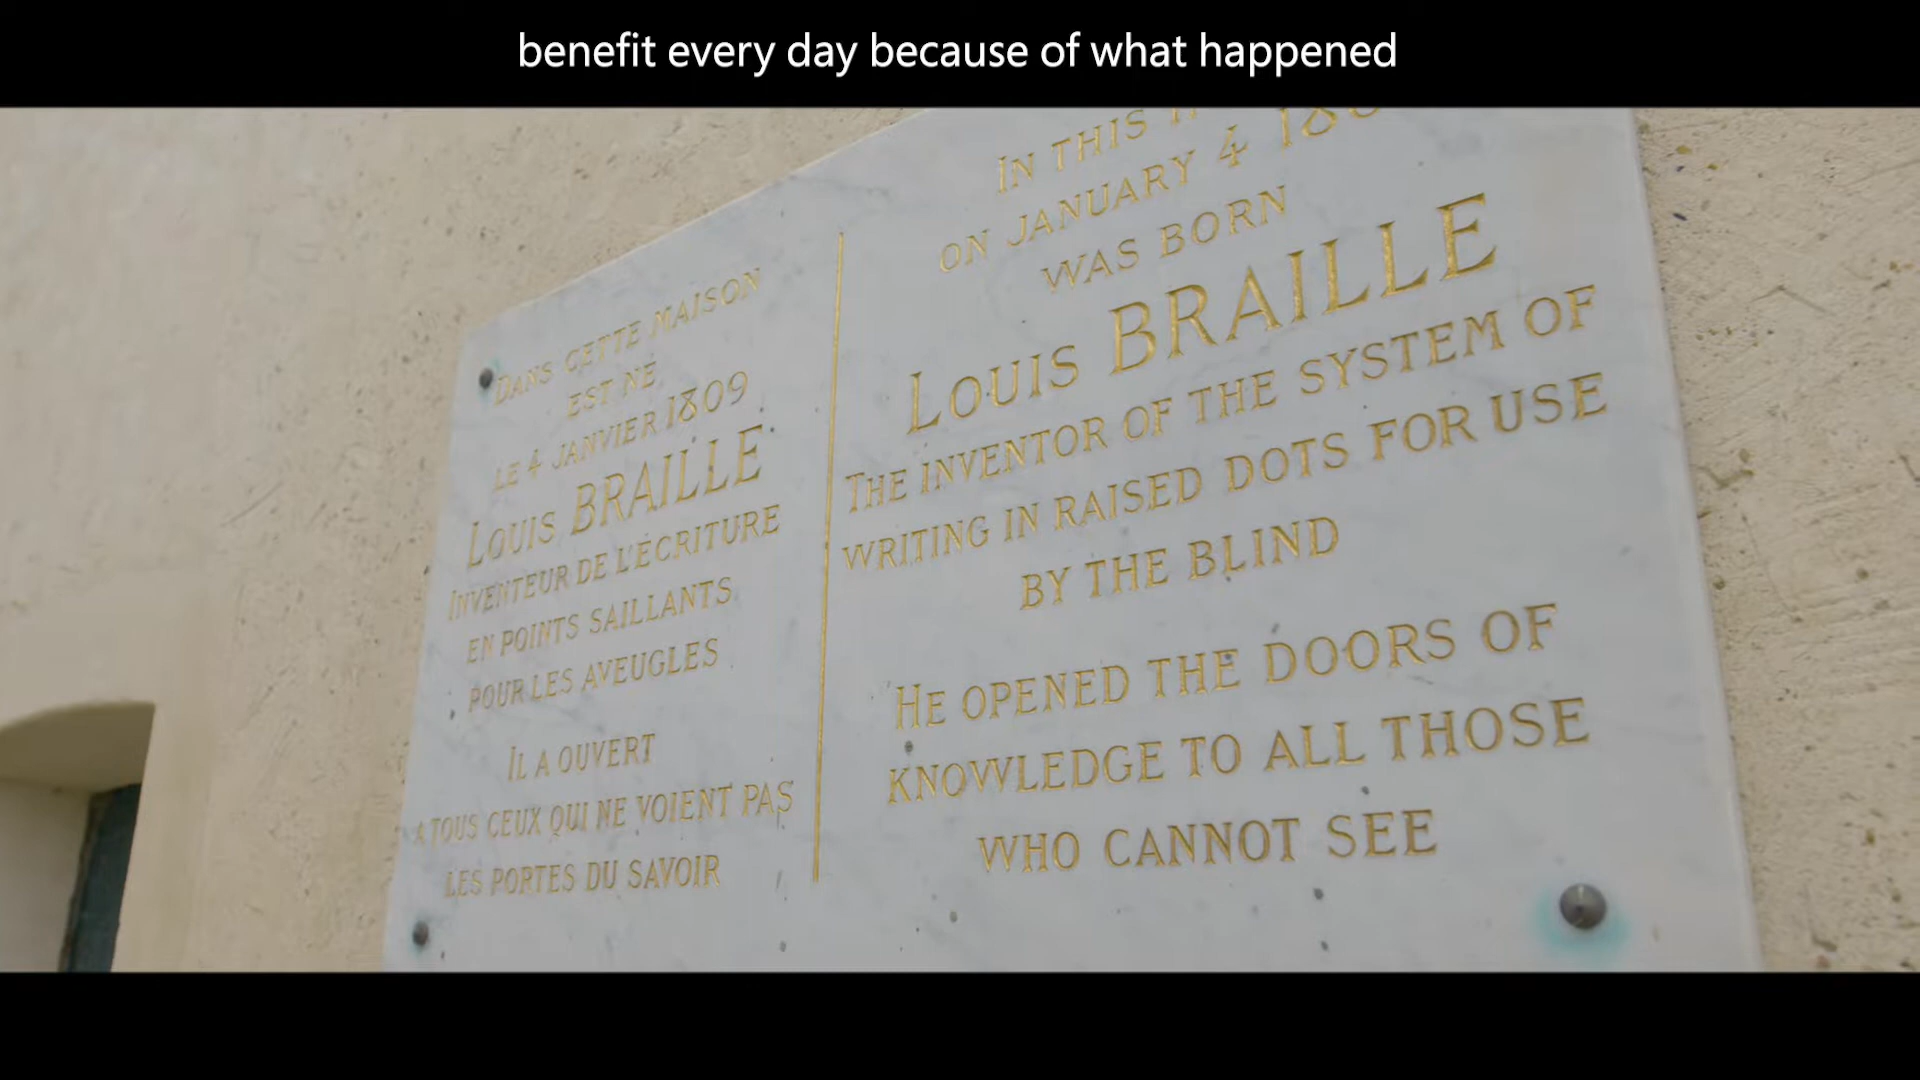 benefit every day because of what happened
DANS CETTE MAISON
EST NÉ
LE 4 JANVIER 1809
LOUIS BRAILLE
INVENTEUR DE L'ÉCRITURE
EN POINTS SAILLANTS
POUR LES AVEUGLES
IL A OUVERT
A TOUS CEUX QUI NE VOIENT PAS
LES PORTES DU SAVOIR
IN THIS
ON JANUARY 4
WAS BORN
LOUIS BRAILLE
THE INVENTOR OF THE SYSTEM OF
WRITING IN RAISED DOTS FOR USE
BY THE BLIND
HE OPENED THE DOORS OF
KNOWLEDGE TO ALL THOSE
WHO CANNOT SEE